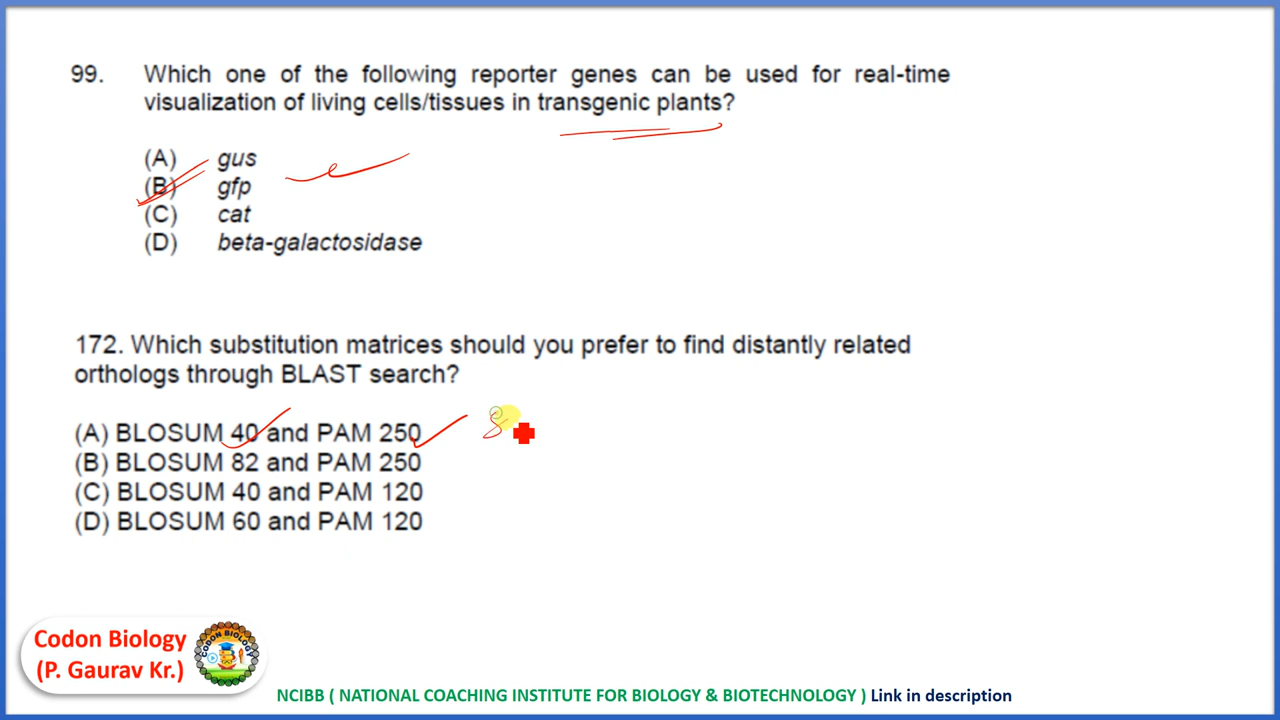 99. Which one of the following reporter genes can be used for real-time
visualization of living cells/tissues in transgenic plants?
(A) gus
(B) gfp
(C) cat
(D) beta-galactosidase
172. Which substitution matrices should you prefer to find distantly related
orthologs through BLAST search?
(A) BLOSUM 40 and PAM 250
(B) BLOSUM 82 and PAM 250
(C) BLOSUM 40 and PAM 120
(D) BLOSUM 60 and PAM 120
Codon Biology
(P. Gaurav Kr.)
CODON BIOLOGY
NCIBB ( NATIONAL COACHING INSTITUTE FOR BIOLOGY & BIOTECHNOLOGY ) Link in description